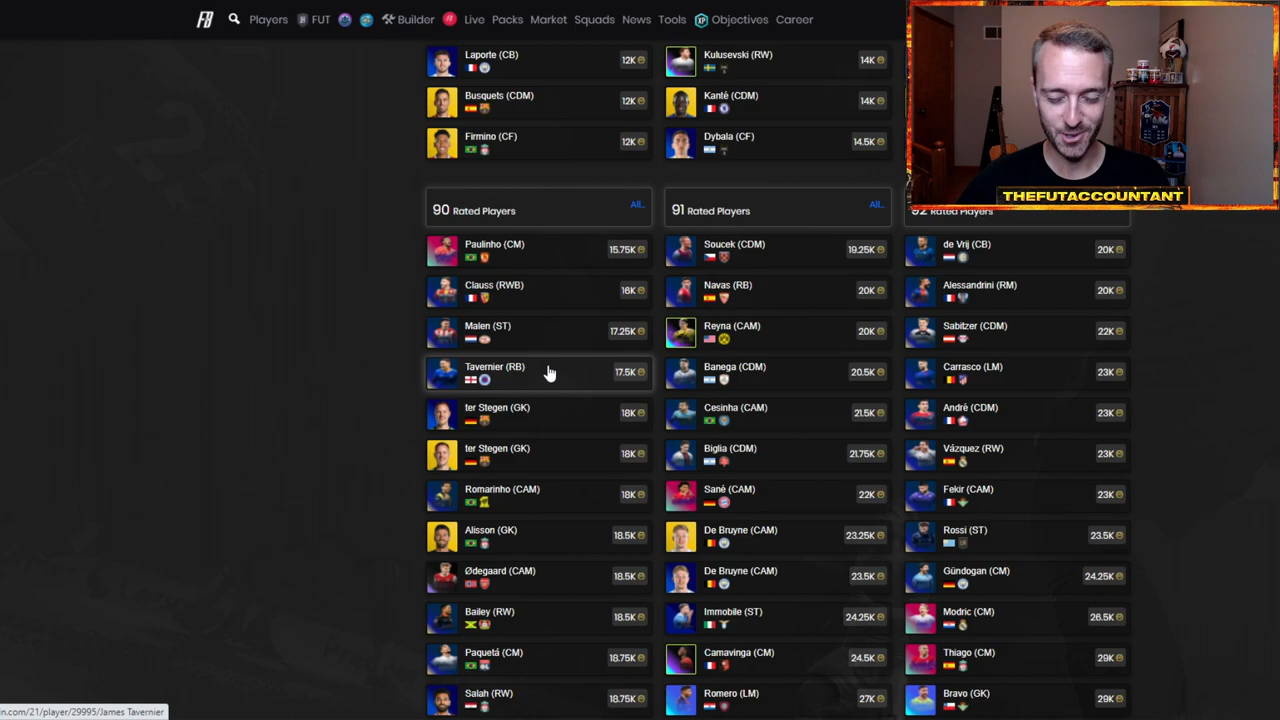 FB Players FUT Builder Live Packs Market Squads News Tools XP Objectives Career
Laporte (CB) 12K
Busquets (CDM) 12K
Firmino (CF) 12K
Kulusevski (RW) 14K
Kanté (CDM) 14K
Dybala (CF) 14.5K
THEFUTACCOUNTANT
90 Rated Players All..
Paulinho (CM) 15.75K
Clauss (RWB) 16K
Malen (ST) 17.25K
Tavernier (RB) 17.5K
ter Stegen (GK) 18K
ter Stegen (GK) 18K
Romarinho (CAM) 18K
Alisson (GK) 18.5K
Ødegaard (CAM) 18.5K
Bailey (RW) 18.5K
Paquetá (CM) 18.75K
Salah (RW) 18.75K
91 Rated Players All..
Soucek (CDM) 19.25K
Navas (RB) 20K
Reyna (CAM) 20K
Banega (CDM) 20.5K
Cesinha (CAM) 21.5K
Biglia (CDM) 21.75K
Sané (CAM) 22K
De Bruyne (CAM) 23.25K
De Bruyne (CAM) 23.5K
Immobile (ST) 24.25K
Camavinga (CM) 24.5K
Romero (LM) 27K
92 Rated Players
de Vrij (CB) 20K
Alessandrini (RM) 20K
Sabitzer (CDM) 22K
Carrasco (LM) 23K
André (CDM) 23K
Vázquez (RW) 23K
Fekir (CAM) 23K
Rossi (ST) 23.5K
Gündogan (CM) 24.25K
Modric (CM) 26.5K
Thiago (CM) 29K
Bravo (GK) 29K
in.com/21/player/29995/James Tavernier